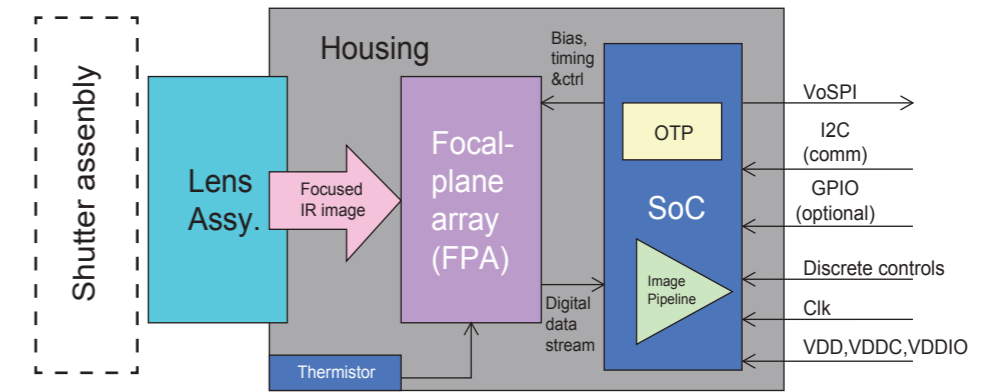 Shutter assembly
Housing
Lens
Assy.
Focused
IR image
Focal-
plane
array
(FPA)
Thermistor
Bias,
timing
&ctrl
Digital
data
stream
OTP
SoC
Image
Pipeline
VoSPI
I2C
(comm)
GPIO
(optional)
Discrete controls
Clk
VDD,VDDC,VDDIO